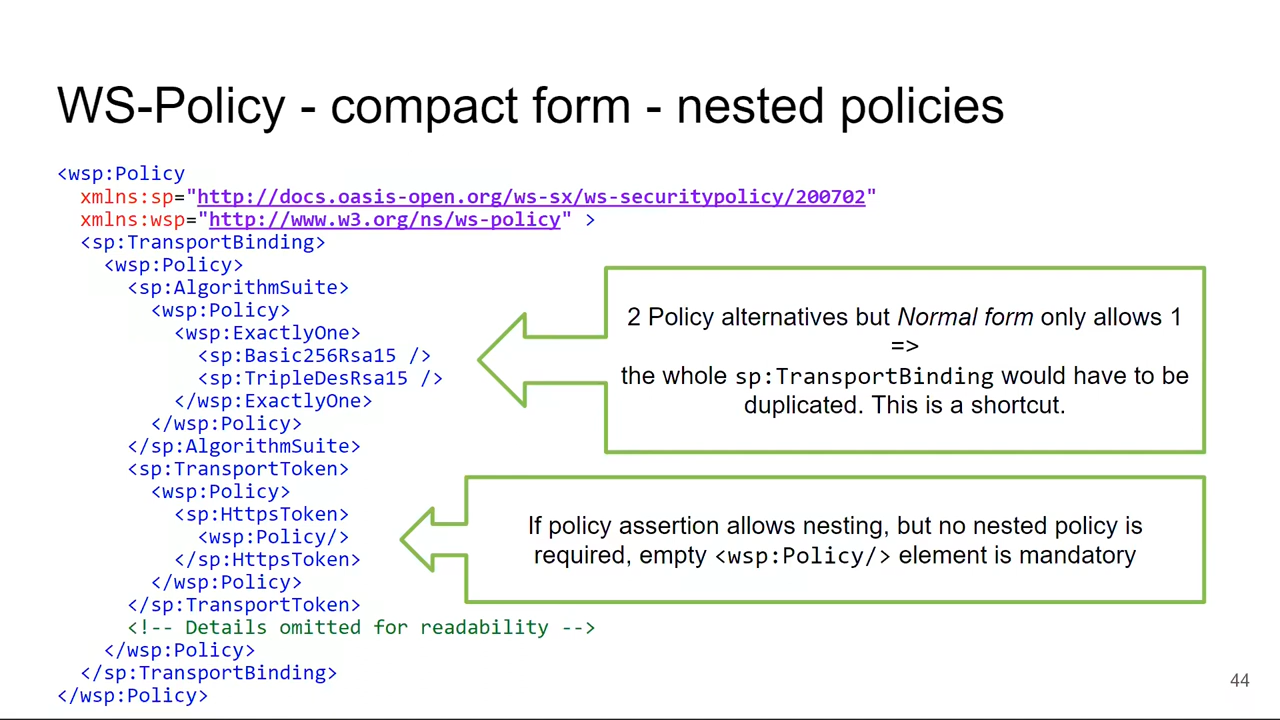 WS-Policy - compact form - nested policies
<wsp:Policy
xmlns:sp="http://docs.oasis-open.org/ws-sx/ws-securitypolicy/200702"
xmlns:wsp="http://www.w3.org/ns/ws-policy" >
<sp:TransportBinding>
<wsp:Policy>
<sp:AlgorithmSuite>
<wsp:Policy>
<wsp:ExactlyOne>
<sp:Basic256Rsa15 />
<sp:TripleDesRsa15 />
</wsp:ExactlyOne>
</wsp:Policy>
</sp:AlgorithmSuite>
<sp:TransportToken>
<wsp:Policy>
<sp:HttpsToken>
<wsp:Policy/>
</sp:HttpsToken>
</wsp:Policy>
</sp:TransportToken>
<!-- Details omitted for readability -->
</wsp:Policy>
</sp:TransportBinding>
</wsp:Policy>
2 Policy alternatives but Normal form only allows 1
=>
the whole sp:TransportBinding would have to be
duplicated. This is a shortcut.
If policy assertion allows nesting, but no nested policy is
required, empty <wsp:Policy/> element is mandatory
44